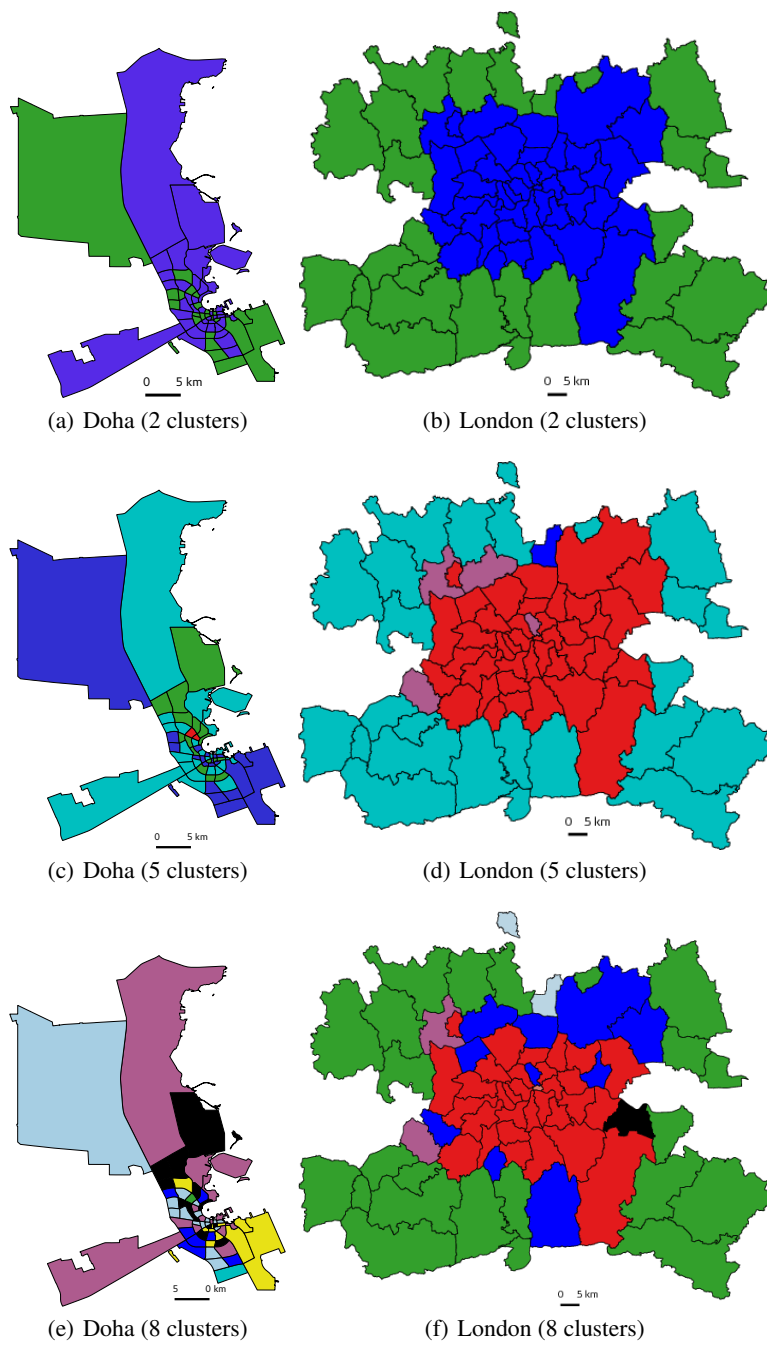 0 5 km
0 5 km
(a) Doha (2 clusters)
(b) London (2 clusters)
0 5 km
0 5 km
(c) Doha (5 clusters)
(d) London (5 clusters)
5 0 km
0 5 km
(e) Doha (8 clusters)
(f) London (8 clusters)